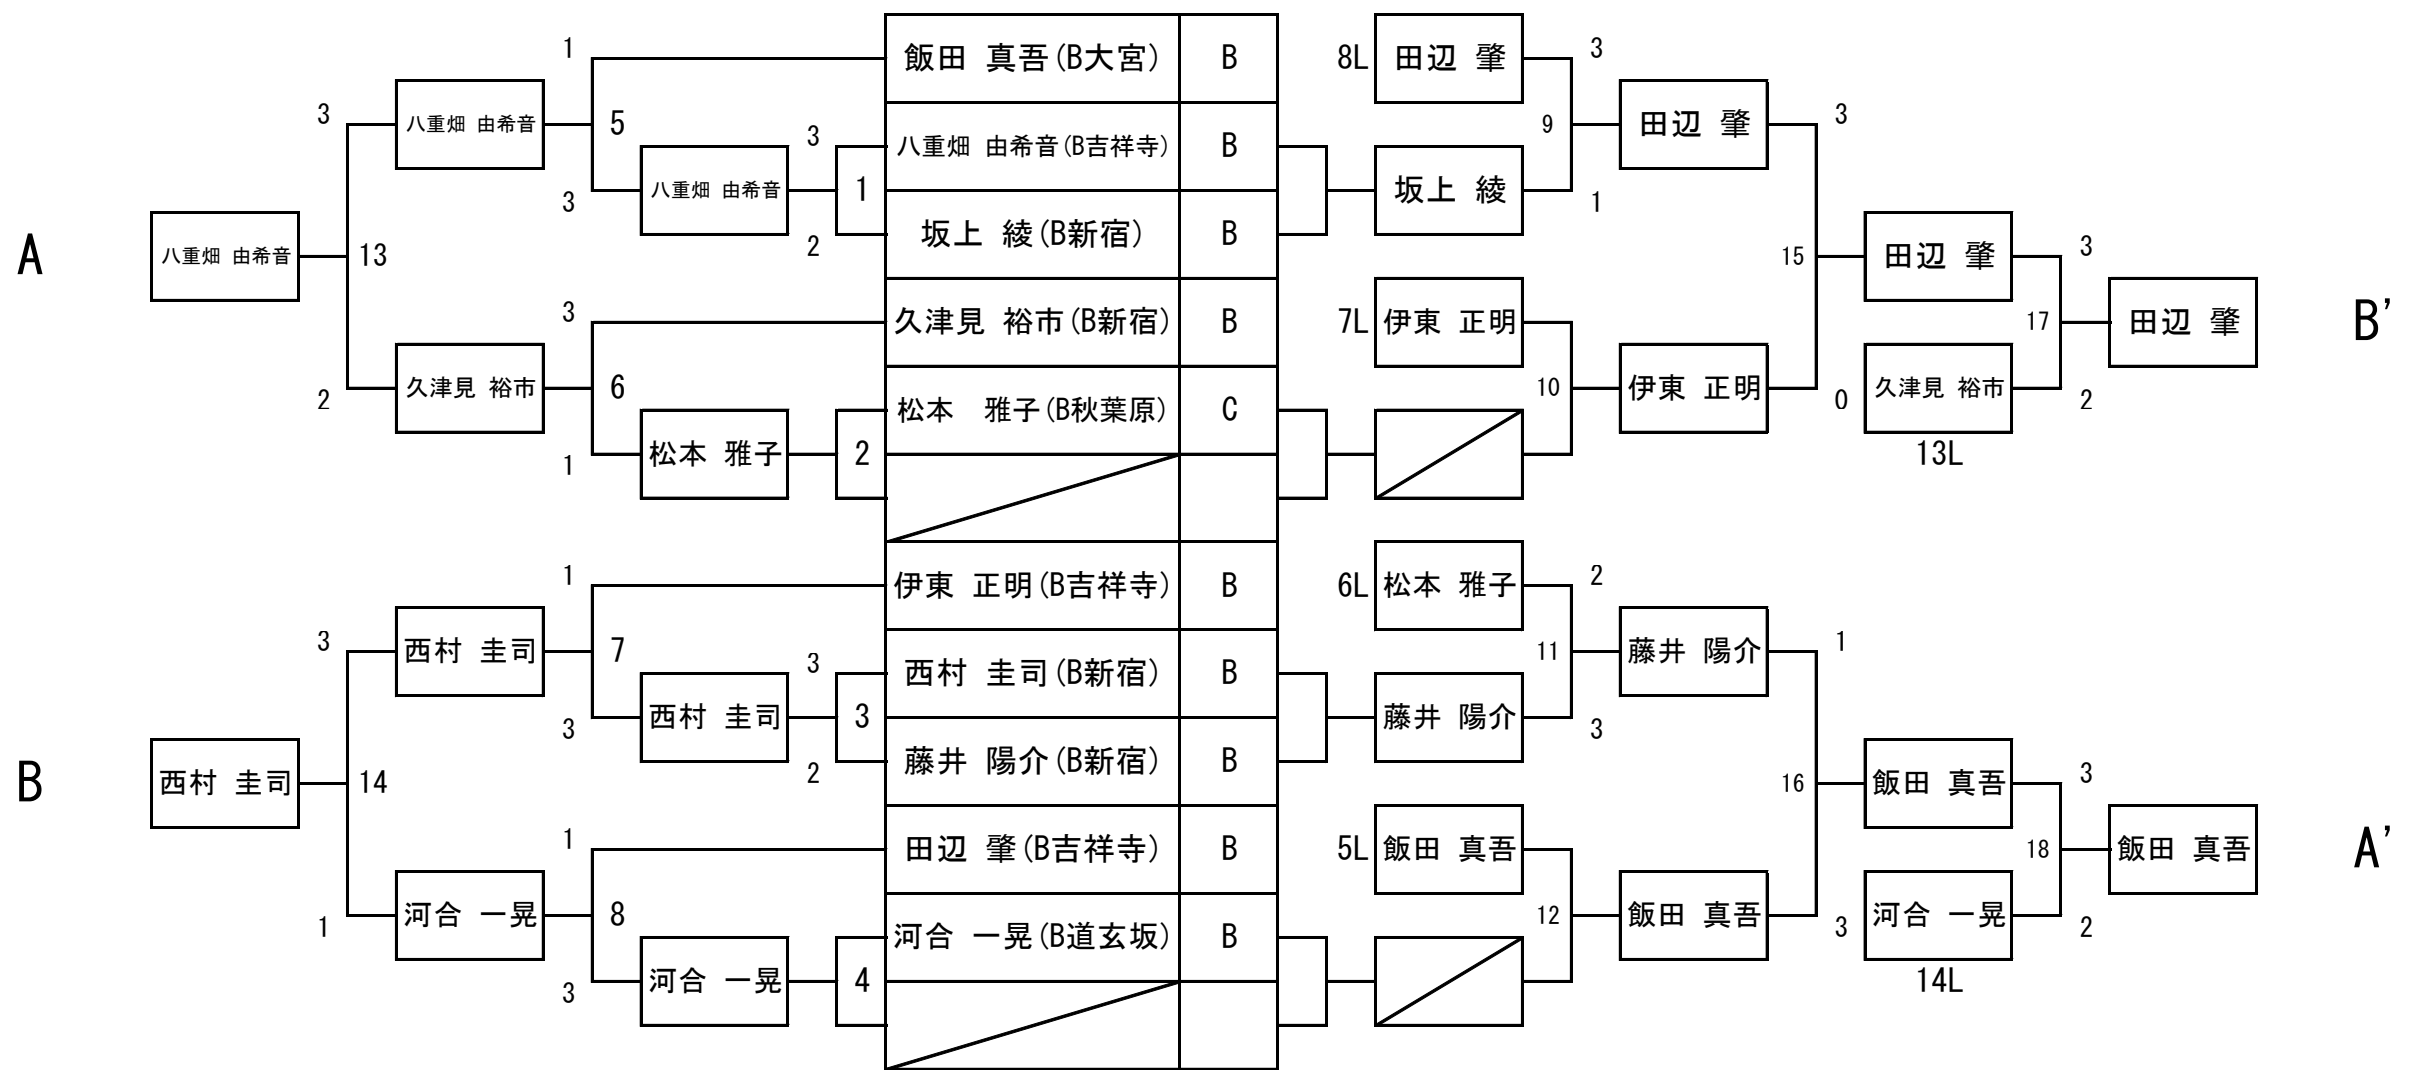 1
飯田 真吾(B大宮) B
8L 田辺 肇 3
3 八重畑 由希音 5
3 八重畑 由希音(B吉祥寺) B
9 田辺 肇 3
3 八重畑 由希音 1
坂上 綾 1
2 坂上 綾(B新宿) B
A 八重畑 由希音 13
15 田辺 肇 3
3 久津見 裕市(B新宿) B
7L 伊東 正明
17 田辺 肇 B'
2 久津見 裕市 6
松本 雅子(B秋葉原) C
10 伊東 正明 0 久津見 裕市 2
1 松本 雅子 2
13L
1 伊東 正明(B吉祥寺) B
6L 松本 雅子 2
3 西村 圭司 7
3 西村 圭司(B新宿) B
11 藤井 陽介 1
3 西村 圭司 3
藤井 陽介 3
2 藤井 陽介(B新宿) B
B 西村 圭司 14
16 飯田 真吾 3
1 田辺 肇(B吉祥寺) B
5L 飯田 真吾
18 飯田 真吾 A'
1 河合 一晃 8
河合 一晃(B道玄坂) B
12 飯田 真吾 3 河合 一晃 2
3 河合 一晃 4
14L